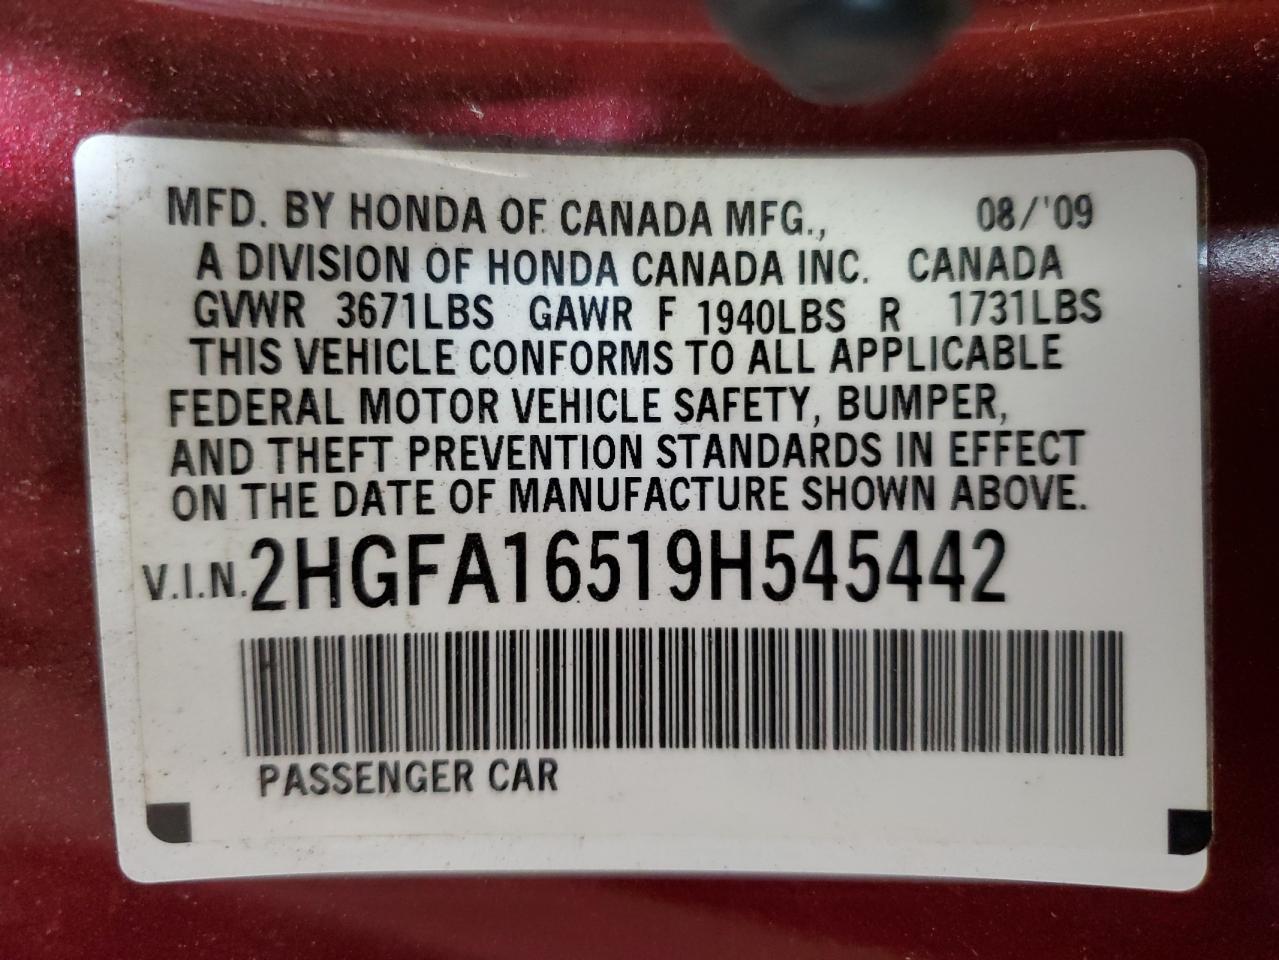 MFD. BY HONDA OF CANADA MFG., 08/'09
A DIVISION OF HONDA CANADA INC. CANADA
GVWR 3671LBS GAWR F 1940LBS R 1731LBS
THIS VEHICLE CONFORMS TO ALL APPLICABLE
FEDERAL MOTOR VEHICLE SAFETY, BUMPER,
AND THEFT PREVENTION STANDARDS IN EFFECT
ON THE DATE OF MANUFACTURE SHOWN ABOVE.
V.I.N. 2HGFA16519H545442
PASSENGER CAR